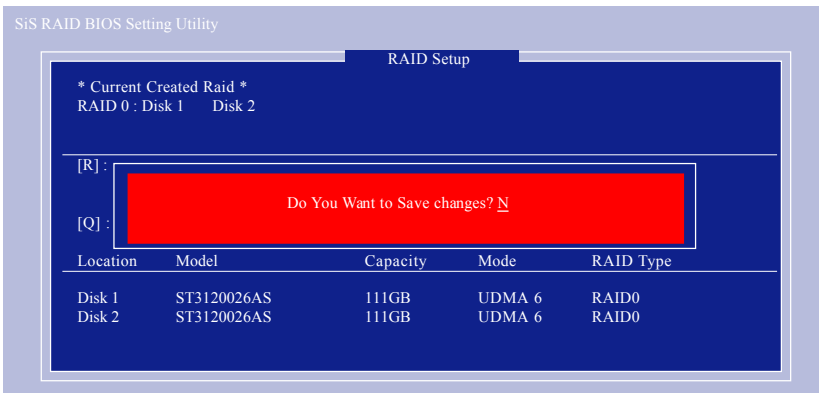 SiS RAID BIOS Setting Utility
RAID Setup
* Current Created Raid *
RAID 0 : Disk 1 Disk 2
[R] :
Do You Want to Save changes? N
[Q] :
Location Model Capacity Mode RAID Type
Disk 1 ST3120026AS 111GB UDMA 6 RAID0
Disk 2 ST3120026AS 111GB UDMA 6 RAID0